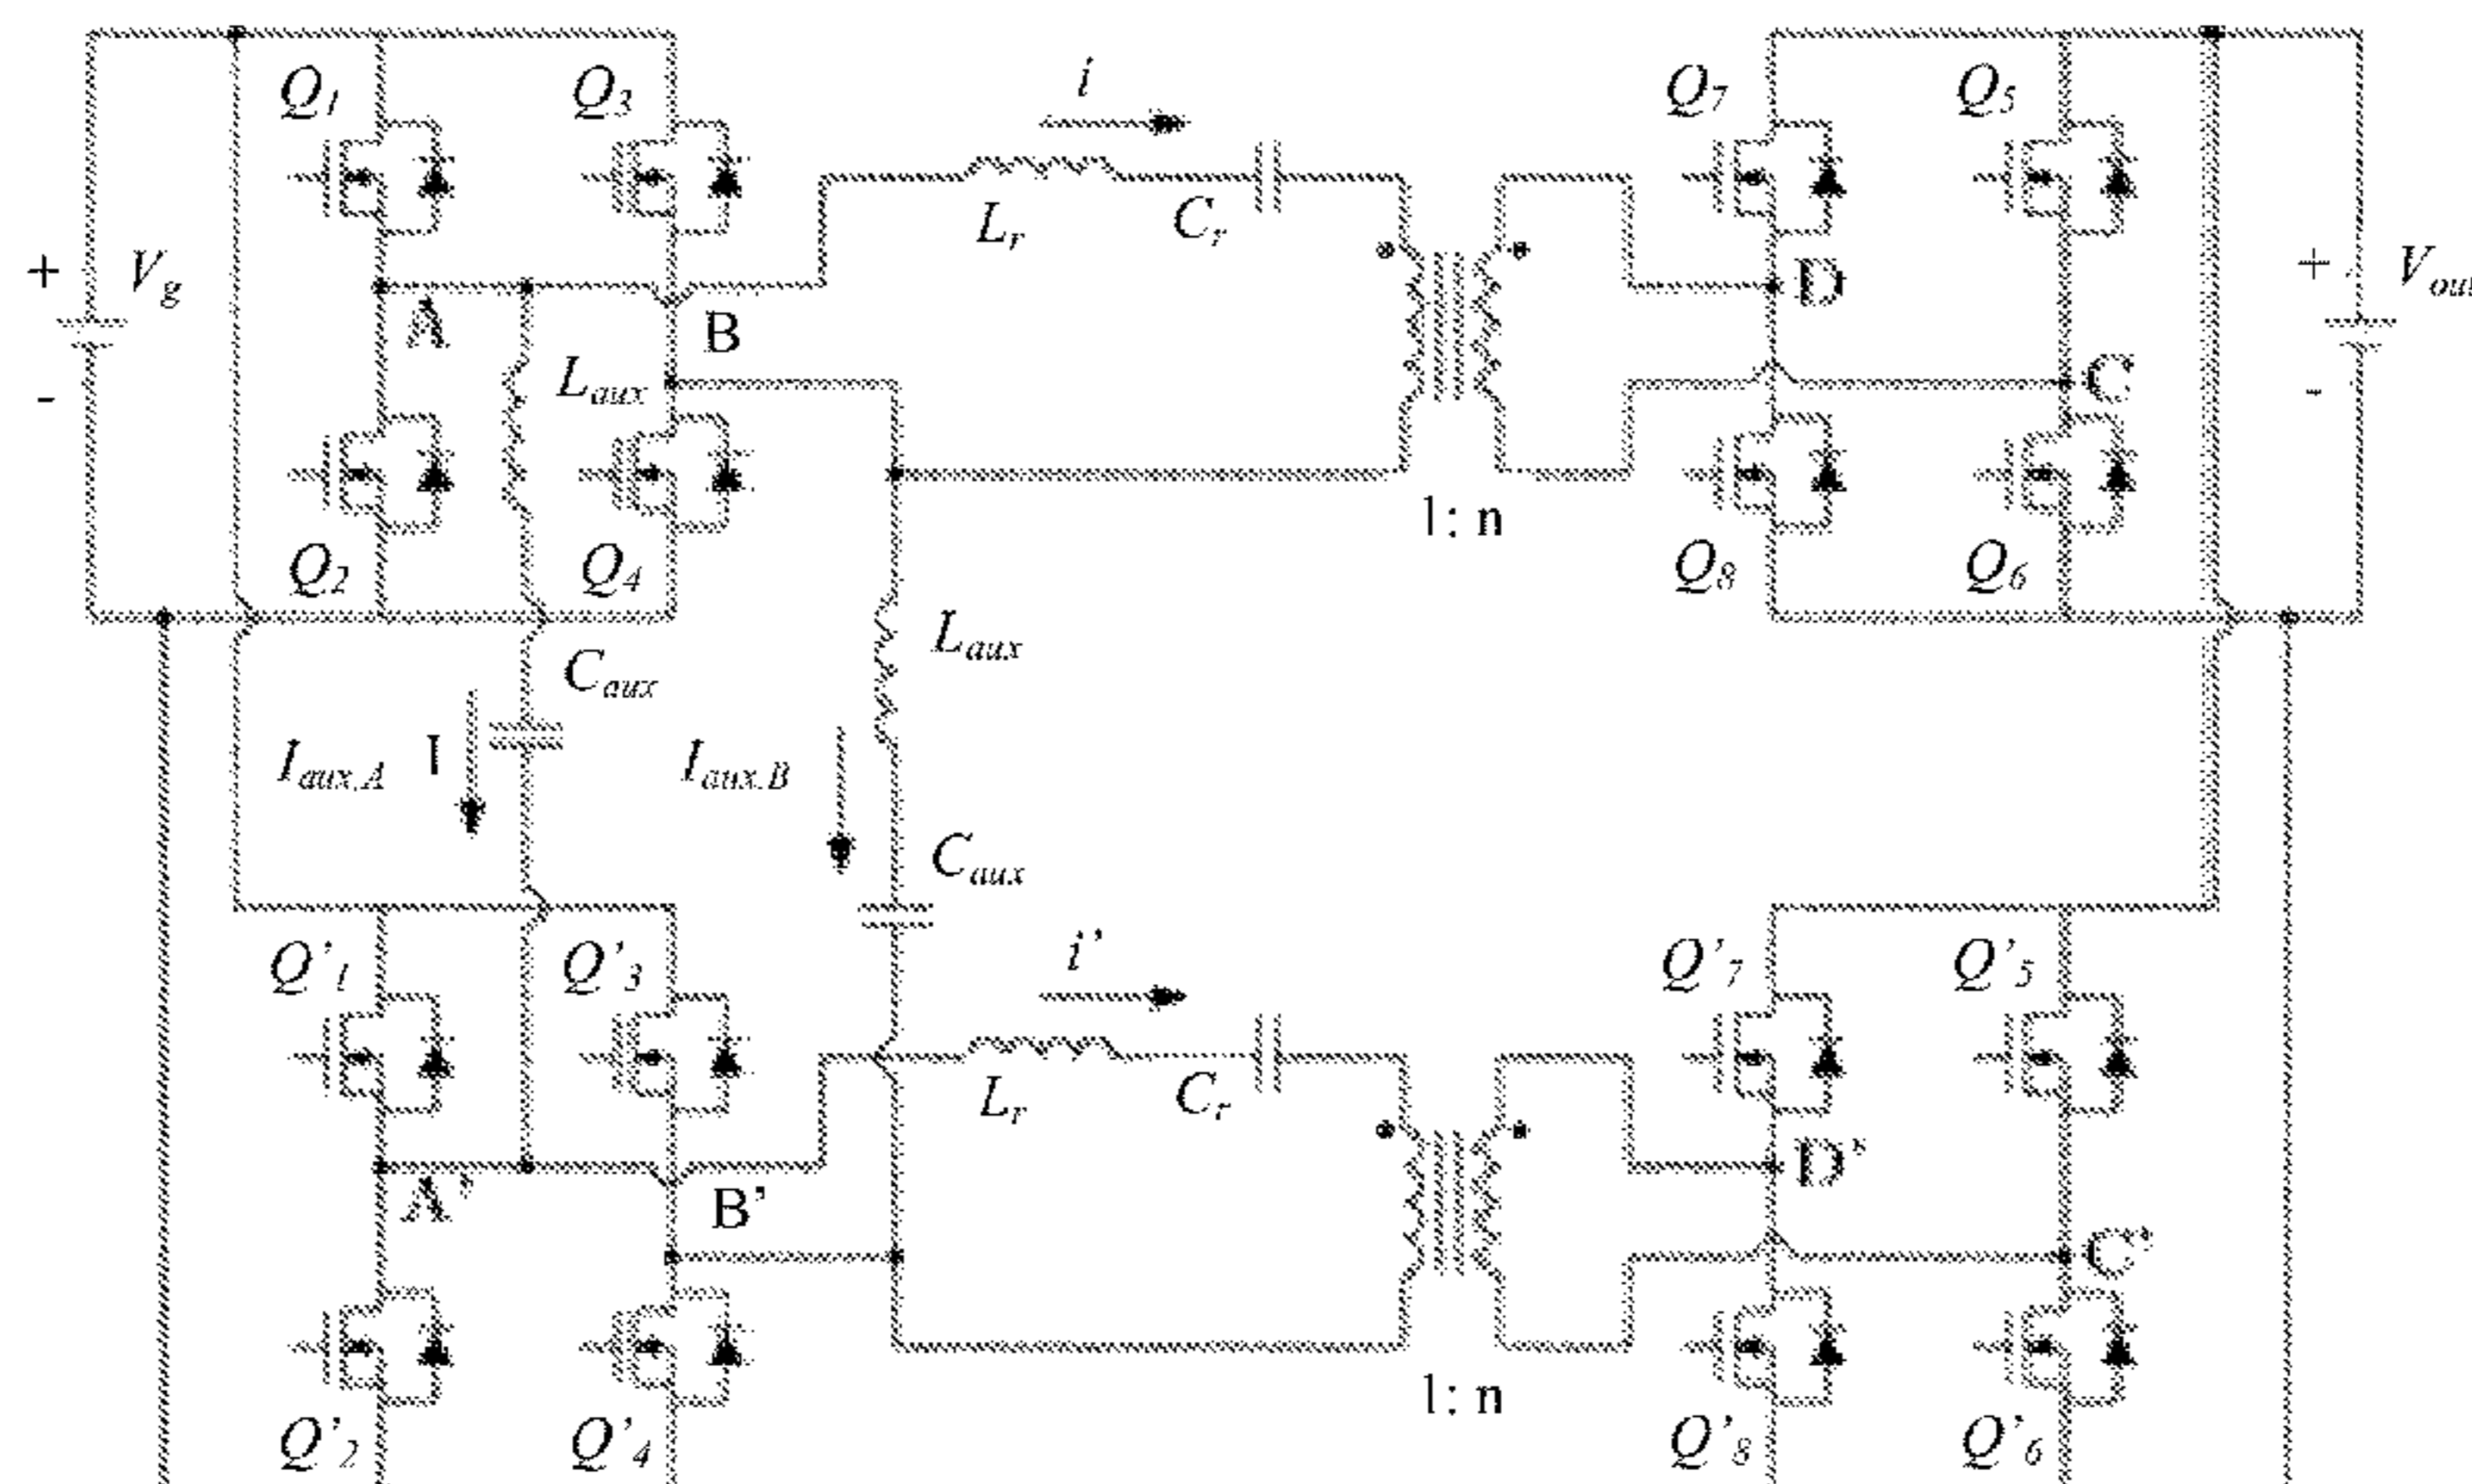 Q1 Q3 i Q7 Q5
Lr Cr
+ Vg + Vout
A B D
Laux C
- -
1: n
Q2 Q4 Q8 Q6
Laux
Caux
Iaux,A I Iaux,B
Caux
Q'1 Q'3 i' Q'7 Q'5
Lr Cr
A' B' D'
C'
1: n
Q'2 Q'4 Q'8 Q'6